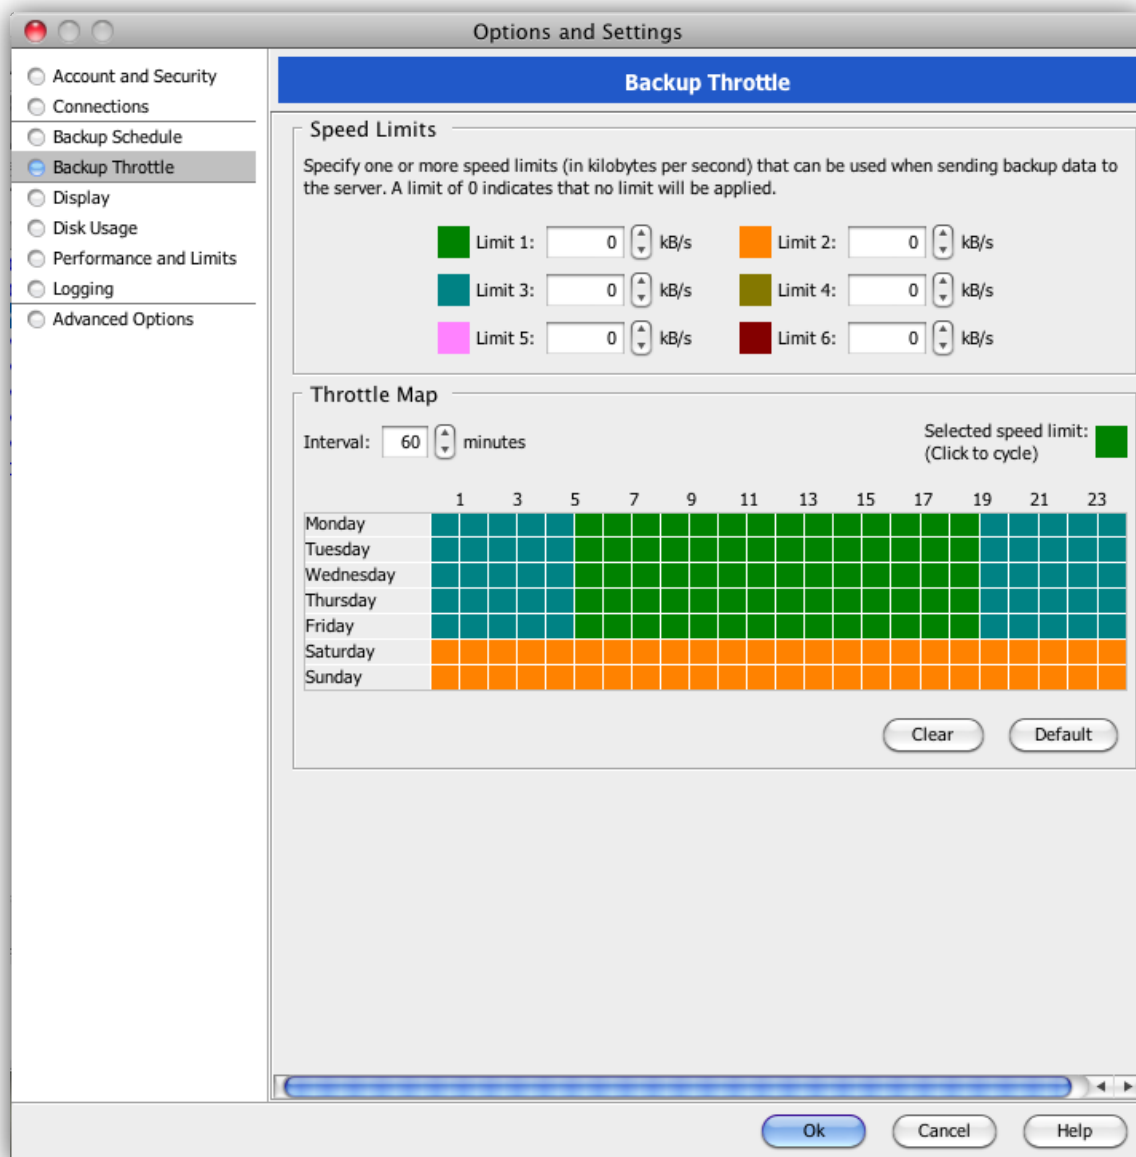 Options and Settings
Account and Security
Connections
Backup Schedule
Backup Throttle
Display
Disk Usage
Performance and Limits
Logging
Advanced Options
Backup Throttle
Speed Limits
Specify one or more speed limits (in kilobytes per second) that can be used when sending backup data to
the server. A limit of 0 indicates that no limit will be applied.
Limit 1: 0 kB/s Limit 2: 0 kB/s
Limit 3: 0 kB/s Limit 4: 0 kB/s
Limit 5: 0 kB/s Limit 6: 0 kB/s
Throttle Map
Interval: 60 minutes
Selected speed limit:
(Click to cycle)
1 3 5 7 9 11 13 15 17 19 21 23
Monday
Tuesday
Wednesday
Thursday
Friday
Saturday
Sunday
Clear Default
Ok Cancel Help